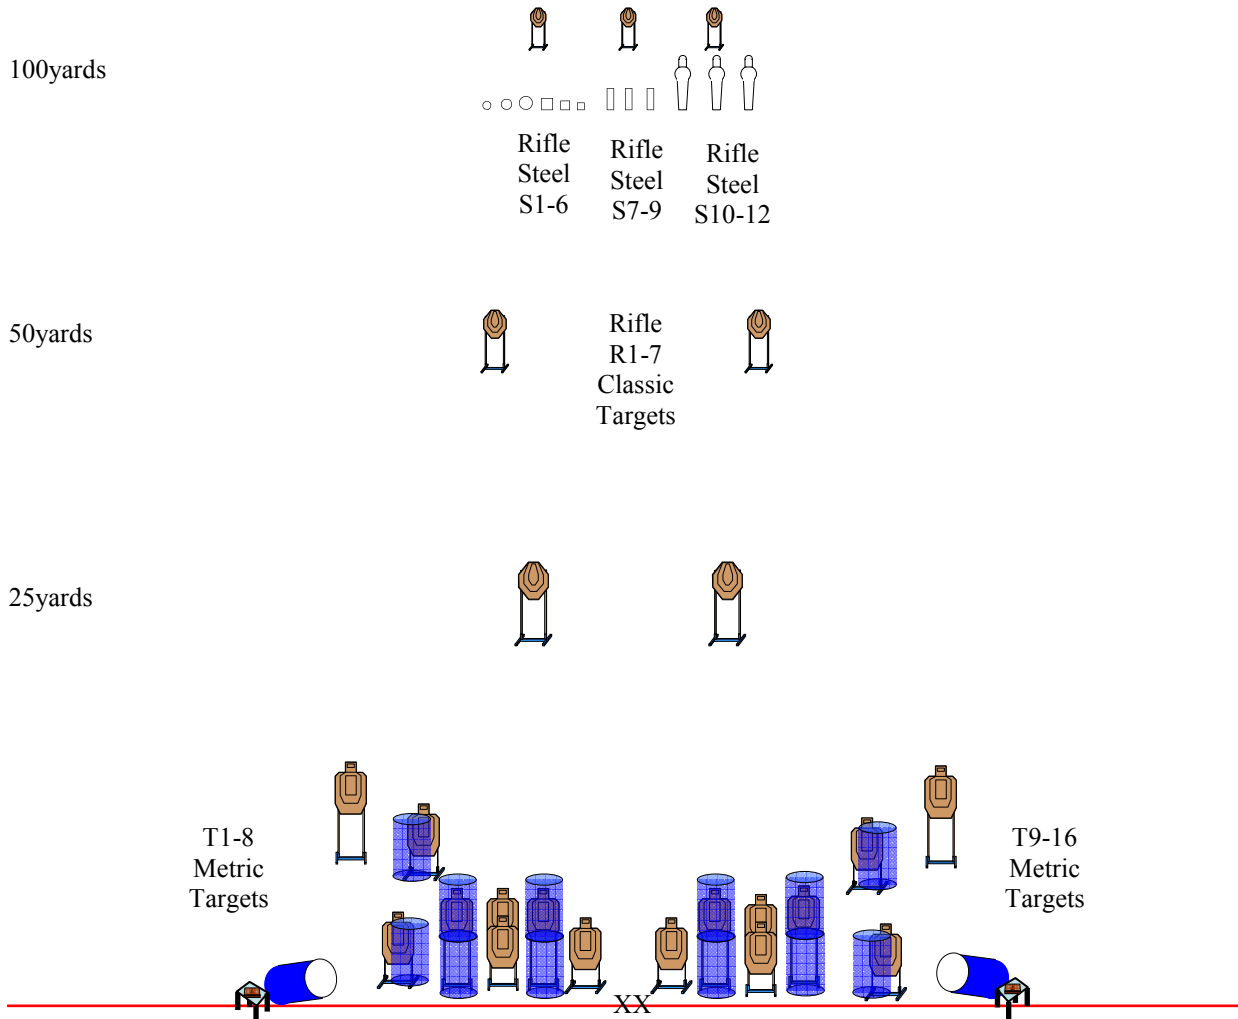 100yards
Rifle
Steel
S1-6
Rifle
Steel
S7-9
Rifle
Steel
S10-12
50yards
Rifle
R1-7
Classic
Targets
25yards
T1-8
Metric
Targets
T9-16
Metric
Targets
XX